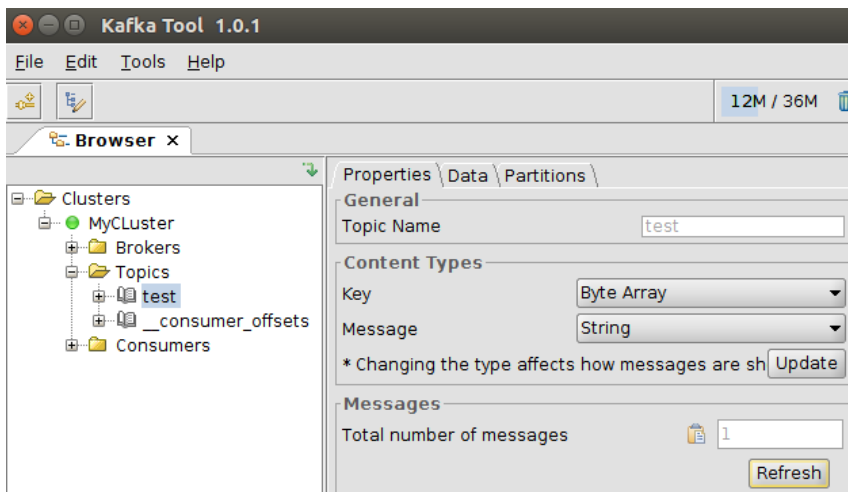 Kafka Tool 1.0.1
File Edit Tools Help
12M / 36M
Browser X
Clusters
MyCLuster
Brokers
Topics
test
__consumer_offsets
Consumers
Properties Data Partitions
General
Topic Name test
Content Types
Key Byte Array
Message String
* Changing the type affects how messages are sh Update
Messages
Total number of messages 1
Refresh